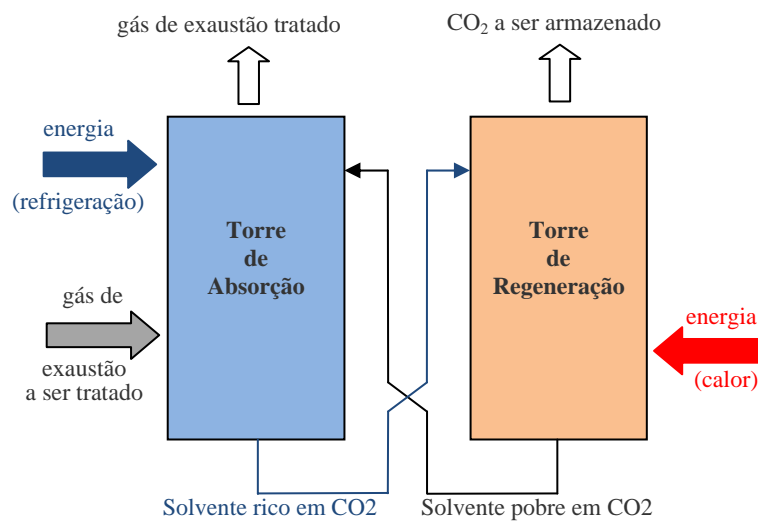 gás de exaustão tratado
CO₂ a ser armazenado
energia
(refrigeração)
Torre
de
Absorção
Torre
de
Regeneração
gás de
exaustão
a ser tratado
energia
(calor)
Solvente rico em CO2
Solvente pobre em CO2